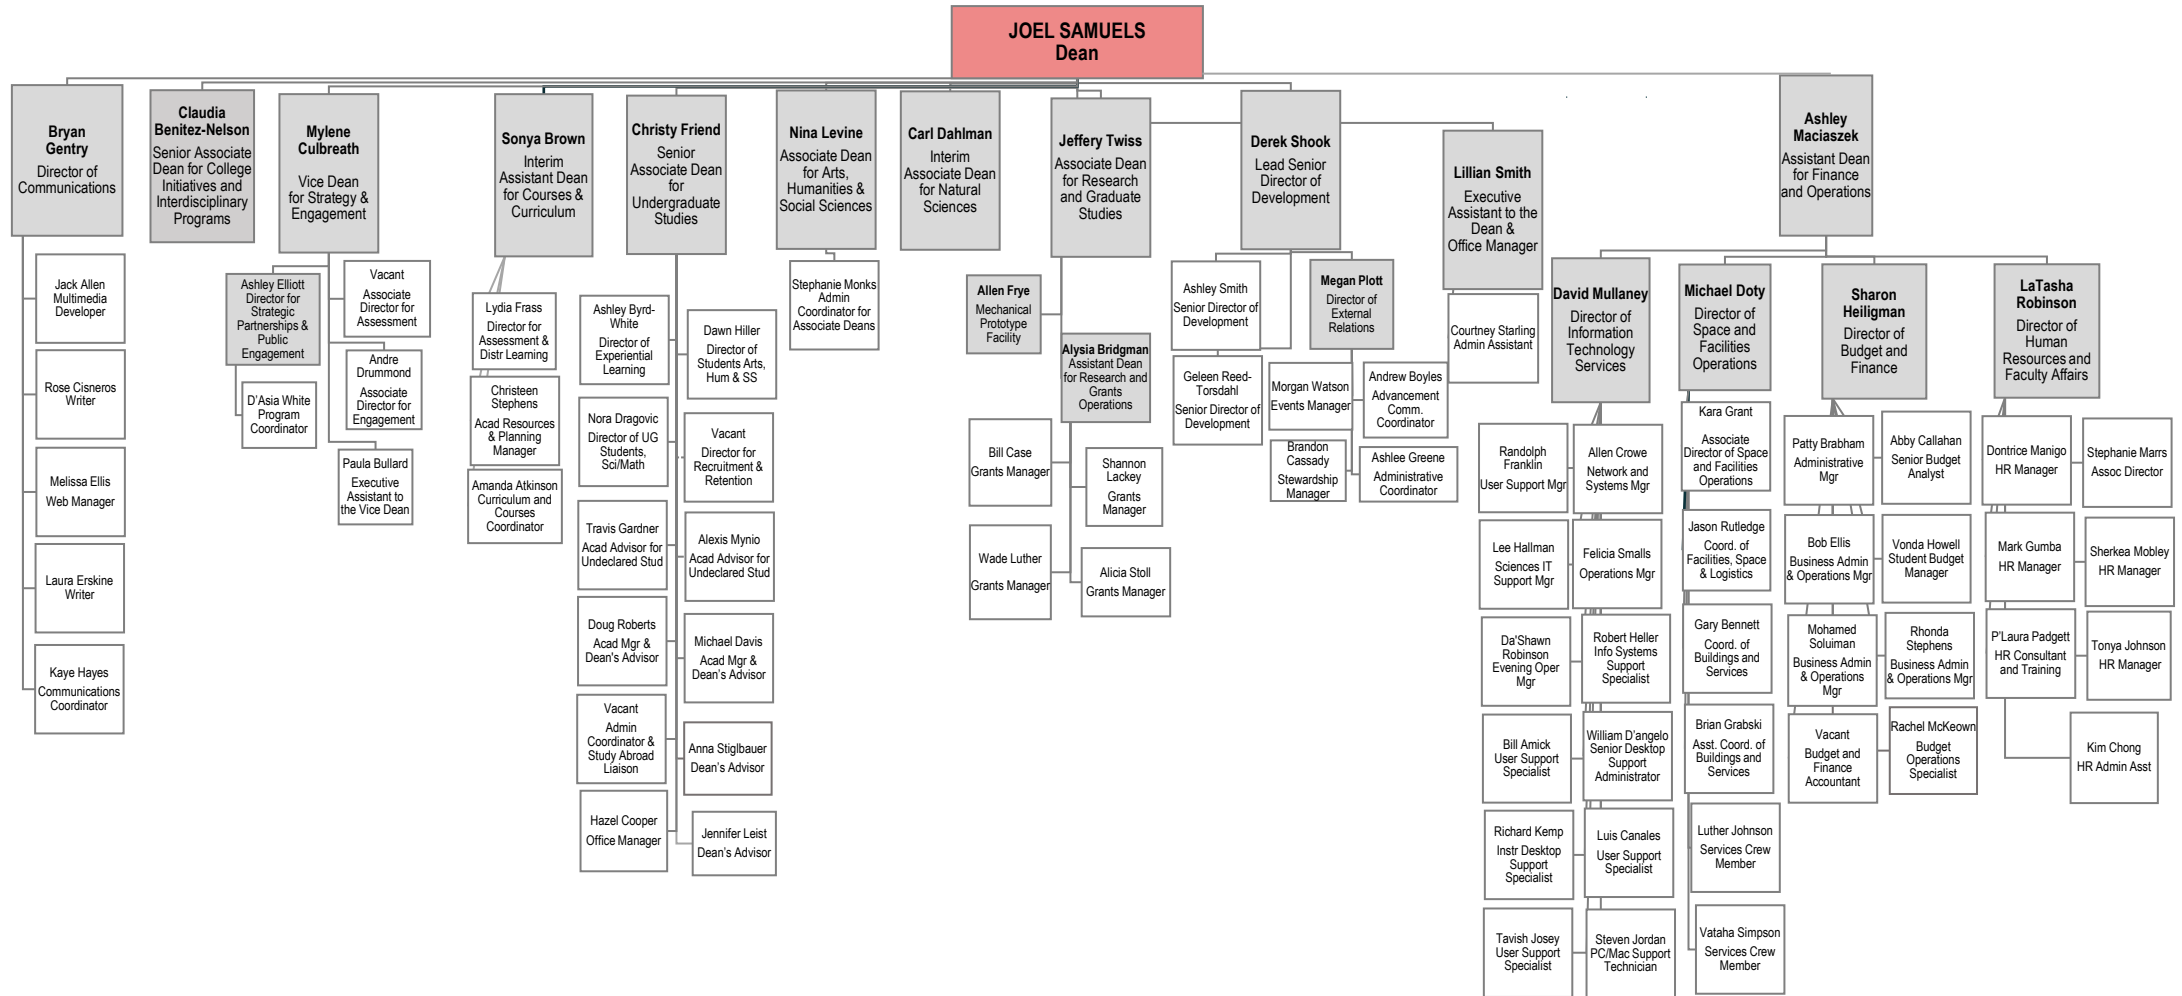 JOEL SAMUELS
Dean
Bryan
Gentry
Director of
Communications
Claudia
Benitez-Nelson
Senior Associate
Dean for College
Initiatives and
Interdisciplinary
Programs
Mylene
Culbreath
Vice Dean
for Strategy &
Engagement
Sonya Brown
Interim
Assistant Dean
for Courses &
Curriculum
Christy Friend
Senior
Associate Dean
for
Undergraduate
Studies
Nina Levine
Associate Dean
for Arts,
Humanities &
Social Sciences
Carl Dahlman
Interim
Associate Dean
for Natural
Sciences
Jeffery Twiss
Associate Dean
for Research
and Graduate
Studies
Derek Shook
Lead Senior
Director of
Development
Lillian Smith
Executive
Assistant to the
Dean &
Office Manager
Ashley
Maciaszek
Assistant Dean
for Finance
and Operations
Jack Allen
Multimedia
Developer
Rose Cisneros
Writer
Melissa Ellis
Web Manager
Laura Erskine
Writer
Kaye Hayes
Communications
Coordinator
Ashley Elliott
Director for
Strategic
Partnerships &
Public
Engagement
D'Asia White
Program
Coordinator
Vacant
Associate
Director for
Assessment
Andre
Drummond
Associate
Director for
Engagement
Paula Bullard
Executive
Assistant to
the Vice Dean
Lydia Frass
Director for
Assessment &
Distr Learning
Christeen
Stephens
Acad Resources
& Planning
Manager
Amanda Atkinson
Curriculum and
Courses
Coordinator
Ashley Byrd-
White
Director of
Experiential
Learning
Dawn Hiller
Director of
Students Arts,
Hum & SS
Nora Dragovic
Director of UG
Students,
Sci/Math
Vacant
Director for
Recruitment &
Retention
Travis Gardner
Acad Advisor for
Undeclared Stud
Alexis Mynio
Acad Advisor for
Undeclared Stud
Doug Roberts
Acad Mgr &
Dean's Advisor
Michael Davis
Acad Mgr &
Dean's Advisor
Vacant
Admin
Coordinator &
Study Abroad
Liaison
Anna Stiglbauer
Dean's Advisor
Hazel Cooper
Office Manager
Jennifer Leist
Dean's Advisor
Stephanie Monks
Admin
Coordinator for
Associate Deans
Allen Frye
Mechanical
Prototype
Facility
Alysia Bridgman
Assistant Dean
for Research and
Grants
Operations
Bill Case
Grants Manager
Shannon
Lackey
Grants
Manager
Wade Luther
Grants Manager
Alicia Stoll
Grants Manager
Ashley Smith
Senior Director of
Development
Geleen Reed-
Torsdahl
Senior Director of
Development
Megan Plott
Director of
External
Relations
Morgan Watson
Events Manager
Andrew Boyles
Advancement
Comm.
Coordinator
Brandon
Cassady
Stewardship
Manager
Ashlee Greene
Administrative
Coordinator
Courtney Starling
Admin Assistant
David Mullaney
Director of
Information
Technology
Services
Randolph
Franklin
User Support Mgr
Allen Crowe
Network and
Systems Mgr
Lee Hallman
Sciences IT
Support Mgr
Felicia Smalls
Operations Mgr
Da'Shawn
Robinson
Evening Oper
Mgr
Robert Heller
Info Systems
Support
Specialist
Bill Amick
User Support
Specialist
William D'angelo
Senior Desktop
Support
Administrator
Richard Kemp
Instr Desktop
Support
Specialist
Luis Canales
User Support
Specialist
Tavish Josey
User Support
Specialist
Steven Jordan
PC/Mac Support
Technician
Michael Doty
Director of
Space and
Facilities
Operations
Kara Grant
Associate
Director of Space
and Facilities
Operations
Jason Rutledge
Coord. of
Facilities, Space
& Logistics
Gary Bennett
Coord. of
Buildings and
Services
Brian Grabski
Asst. Coord. of
Buildings and
Services
Luther Johnson
Services Crew
Member
Vataha Simpson
Services Crew
Member
Sharon
Heiligman
Director of
Budget and
Finance
Patty Brabham
Administrative
Mgr
Abby Callahan
Senior Budget
Analyst
Bob Ellis
Business Admin
& Operations Mgr
Vonda Howell
Student Budget
Manager
Mohamed
Soluiman
Business Admin
& Operations
Mgr
Rhonda
Stephens
Business Admin
& Operations Mgr
Vacant
Budget and
Finance
Accountant
Rachel McKeown
Budget
Operations
Specialist
LaTasha
Robinson
Director of
Human
Resources and
Faculty Affairs
Dontrice Manigo
HR Manager
Stephanie Marrs
Assoc Director
Mark Gumba
HR Manager
Sherkea Mobley
HR Manager
P'Laura Padgett
HR Consultant
and Training
Tonya Johnson
HR Manager
Kim Chong
HR Admin Asst